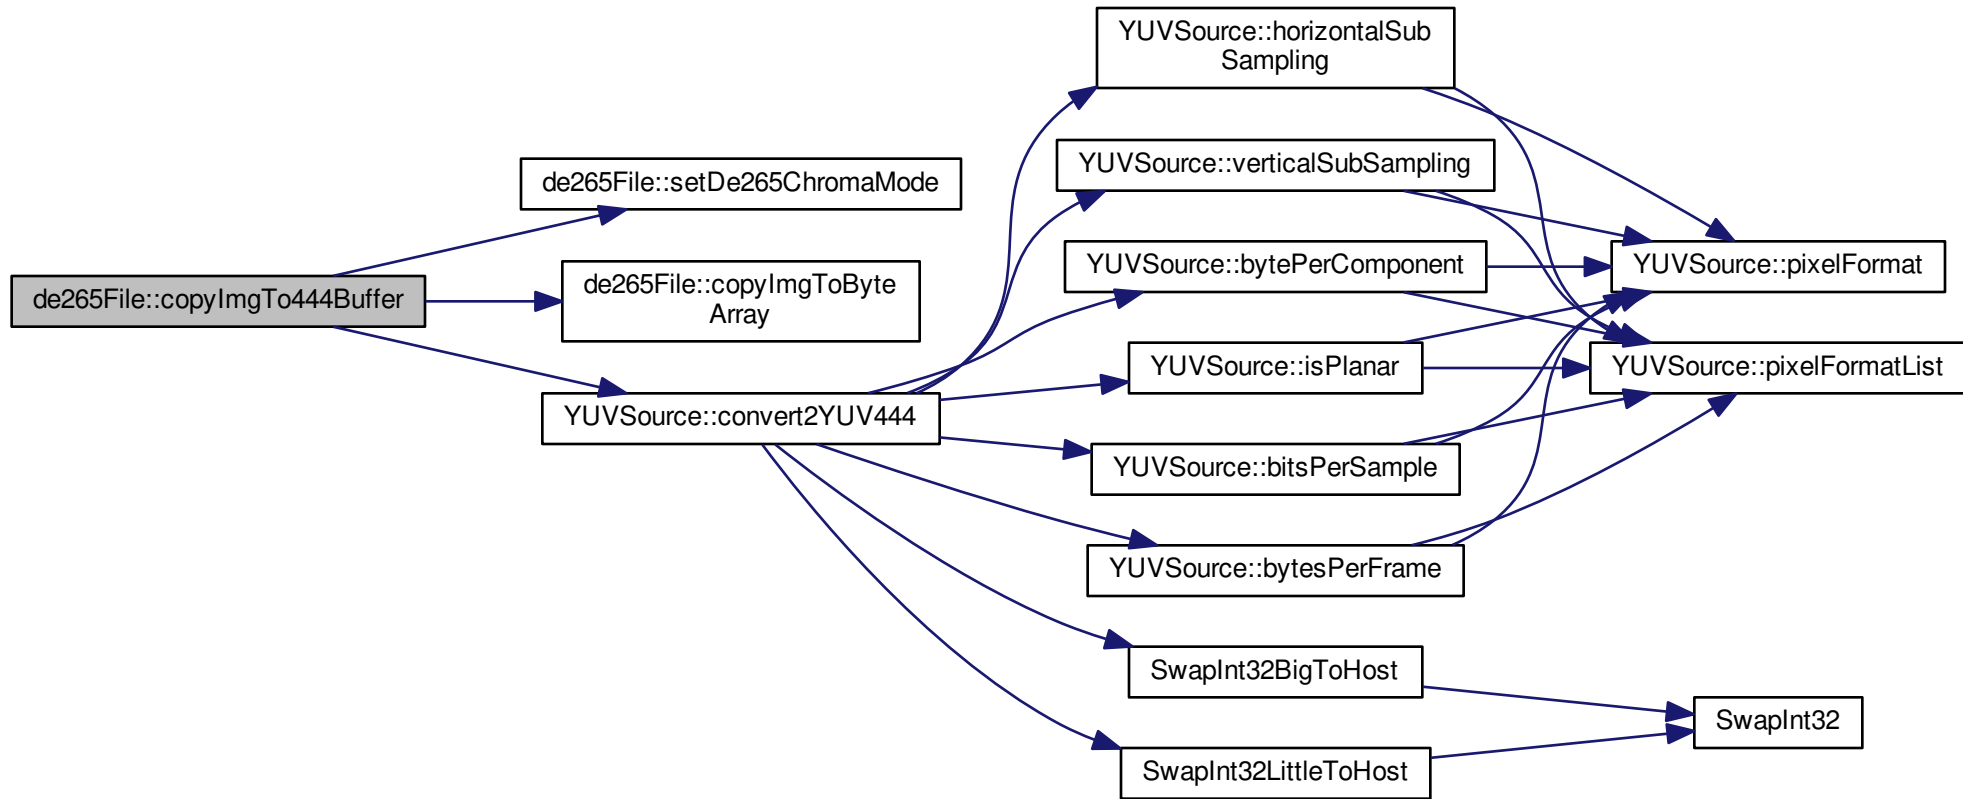 YUVSource::horizontalSub
Sampling
YUVSource::verticalSubSampling
de265File::setDe265ChromaMode
YUVSource::bytePerComponent
YUVSource::pixelFormat
de265File::copyImgTo444Buffer
de265File::copyImgToByte
Array
YUVSource::isPlanar
YUVSource::pixelFormatList
YUVSource::convert2YUV444
YUVSource::bitsPerSample
YUVSource::bytesPerFrame
SwapInt32BigToHost
SwapInt32
SwapInt32LittleToHost